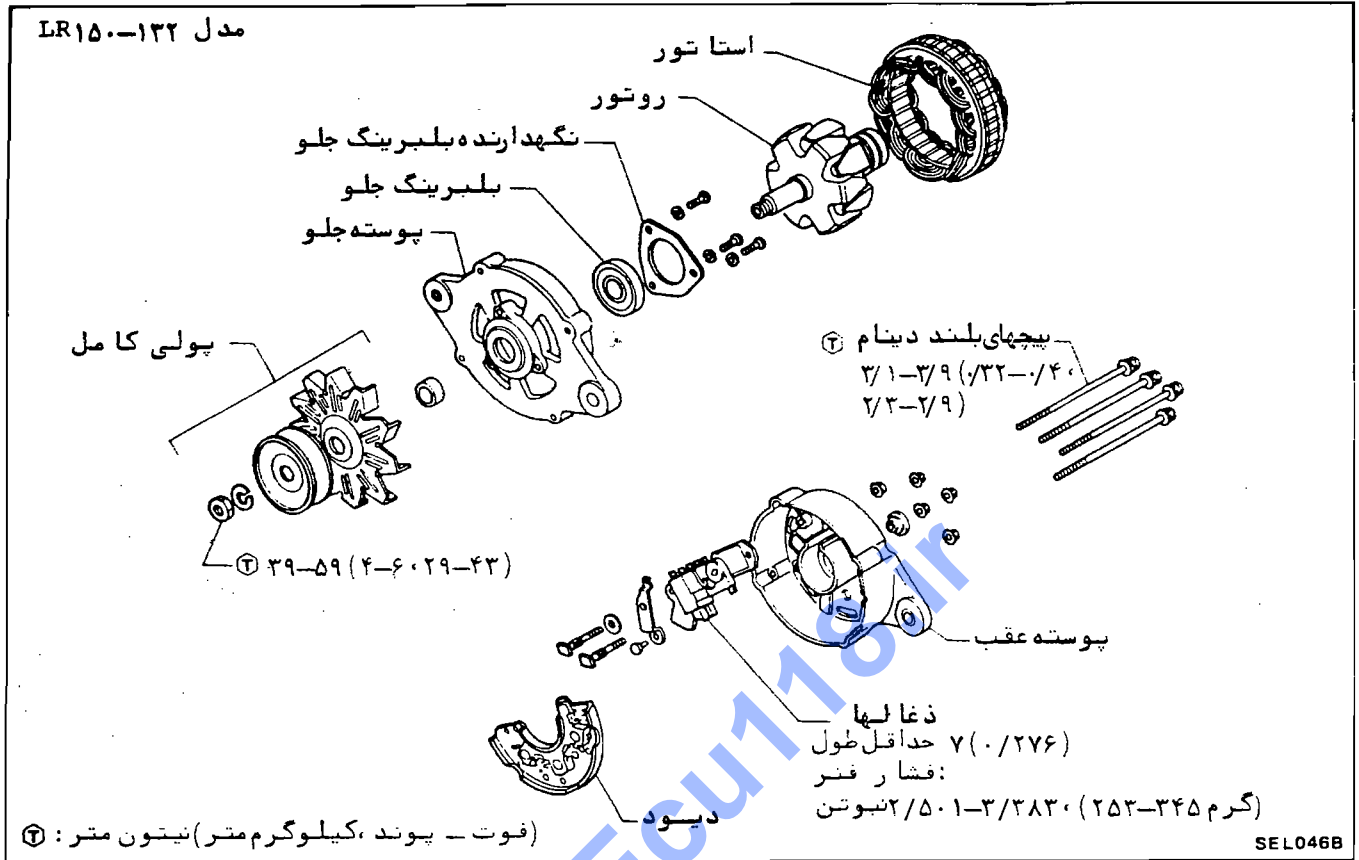 مدل LR۱۵۰-۱۳۲
استاتور
روتور
نگهدارنده بلبرینگ جلو
بلبرینگ جلو
پوسته جلو
پولی کامل
پیچهای بلند دینام Ⓣ
۳/۱-۳/۹ (۰/۳۲-۰/۴۰،
۲/۳-۲/۹)
Ⓣ ۳۹-۵۹ (۴-۶،۲۹-۴۳)
پوسته عقب
ذغالها
۷ (۰/۲۷۶) حداقل طول
فشار فنر:
(گرم ۳۴۵-۲۵۳) ،۲/۵۰۱-۳/۳۸۳ نیوتن
دیود
Ⓣ : نیتون متر (کیلوگرم متر، فوت - پوند)
SEL046B
Ecu118.ir